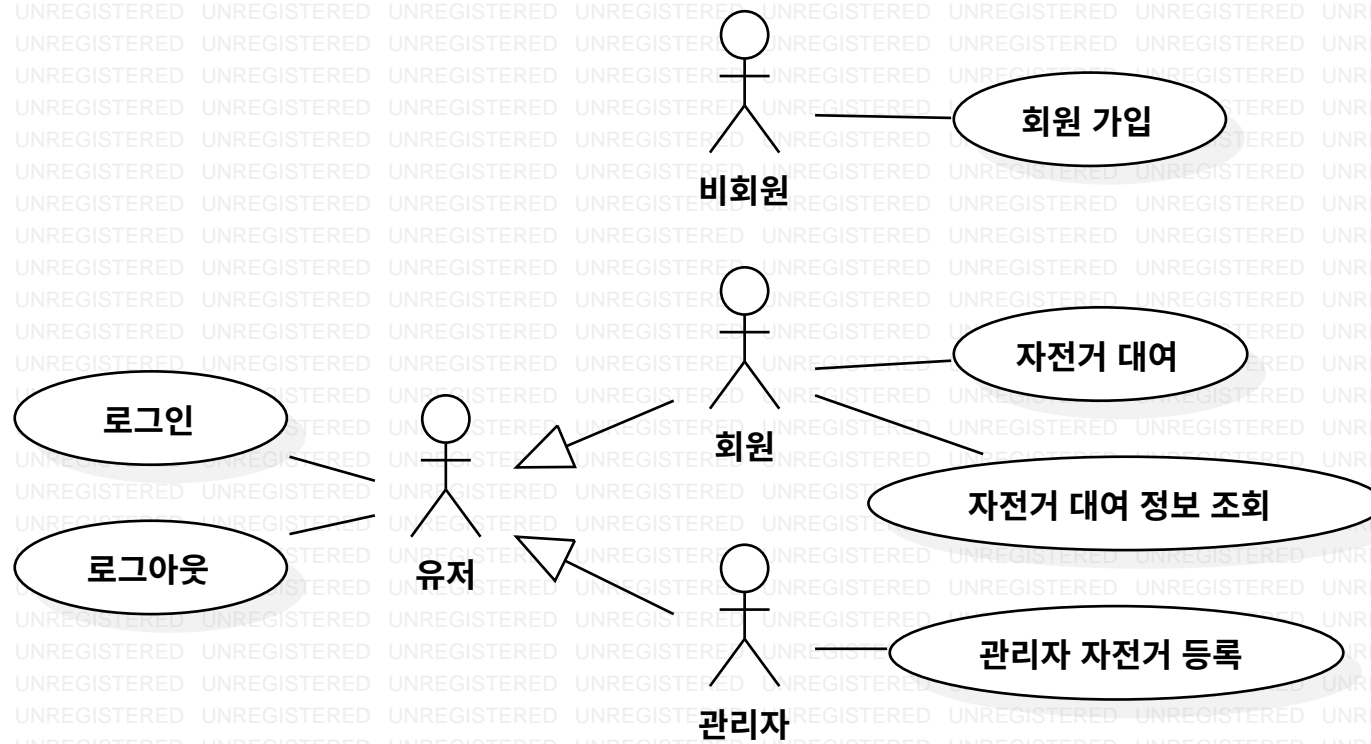 회원 가입
비회원
자전거 대여
로그인
회원
자전거 대여 정보 조회
로그아웃
유저
관리자 자전거 등록
관리자
UNREGISTERED